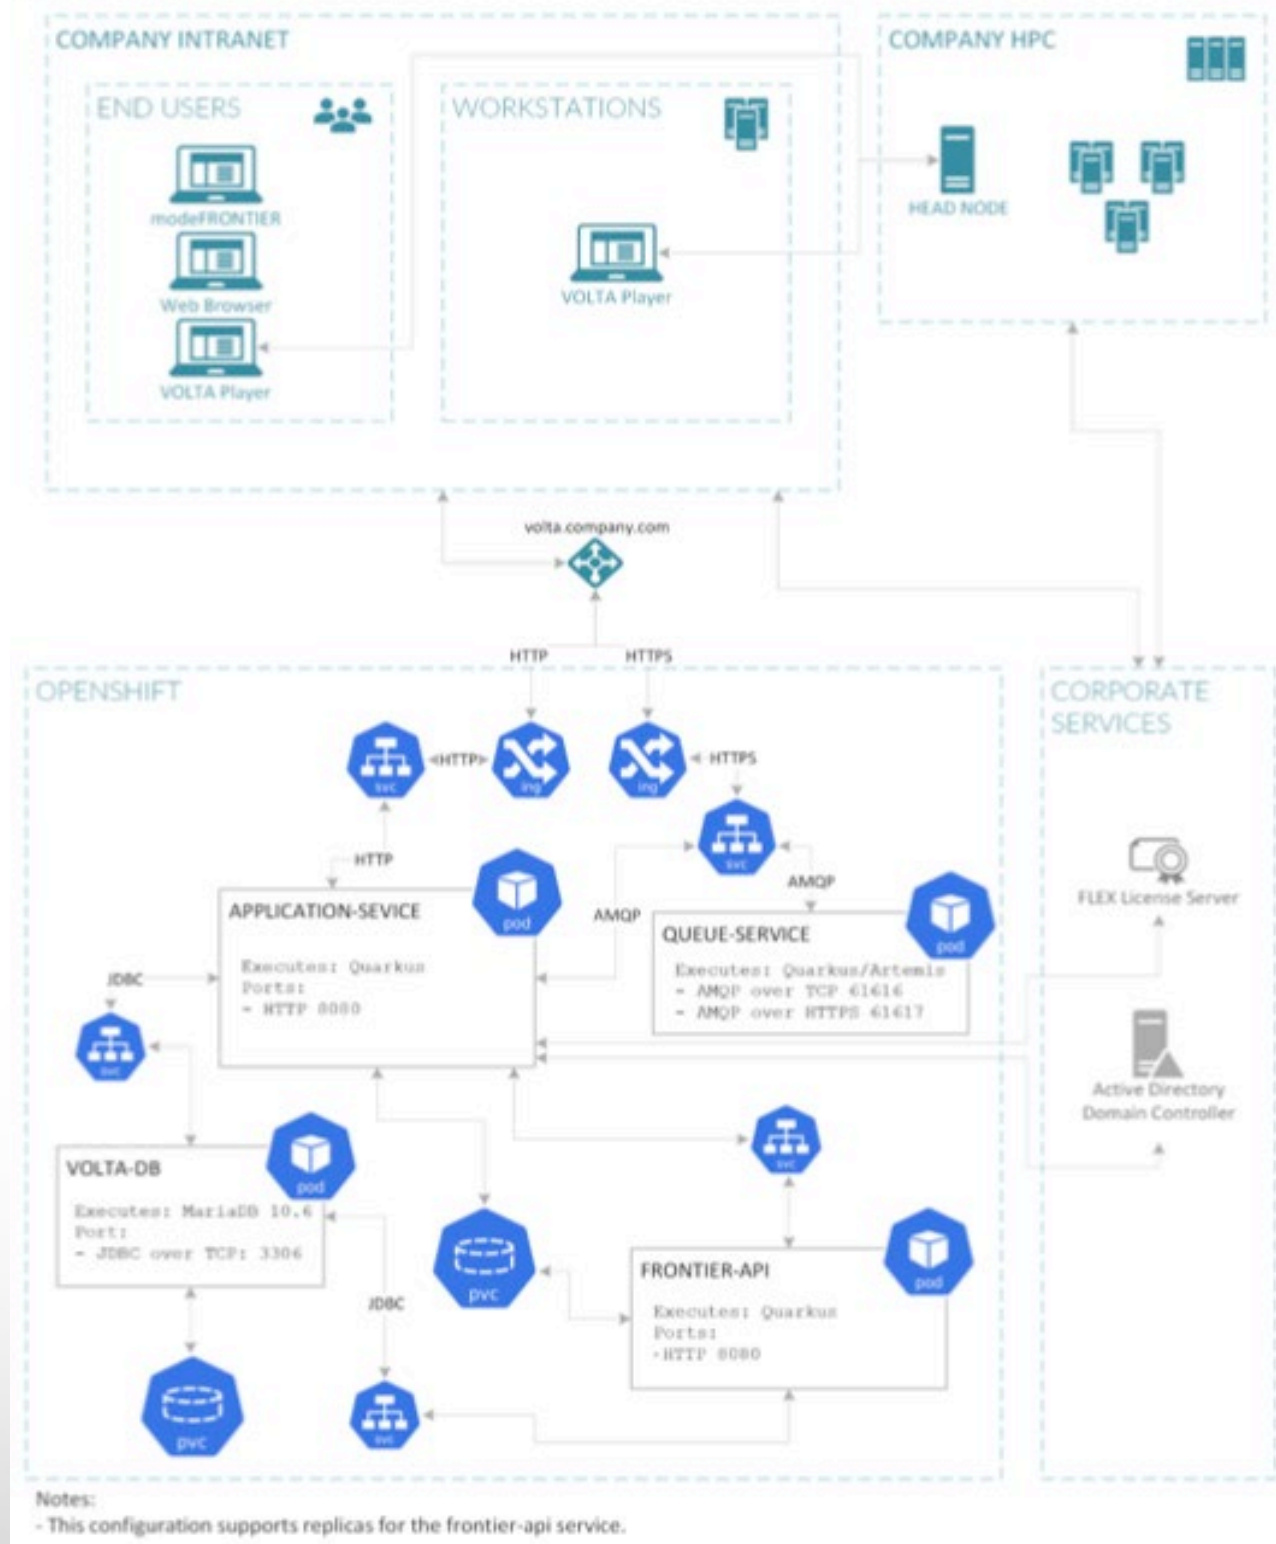 COMPANY INTRANET
COMPANY HPC
END USERS
WORKSTATIONS
modeFRONTIER
Web Browser
VOLTA Player
VOLTA Player
HEAD NODE
volta.company.com
HTTP
HTTPS
OPENSHIFT
CORPORATE
SERVICES
svc
HTTP
ing
ing
HTTPS
svc
HTTP
AMQP
pod
APPLICATION-SEVICE
Executes: Quarkus
Ports:
- HTTP 8080
AMQP
pod
QUEUE-SERVICE
Executes: Quarkus/Artemis
- AMQP over TCP 61616
- AMQP over HTTPS 61617
FLEX License Server
JDBC
svc
Active Directory
Domain Controller
VOLTA-DB
pod
Executes: MariaDB 10.6
Port:
- JDBC over TCP: 3306
svc
pvc
JDBC
FRONTIER-API
pod
Executes: Quarkus
Ports:
-HTTP 8080
pvc
svc
Notes:
- This configuration supports replicas for the frontier-api service.